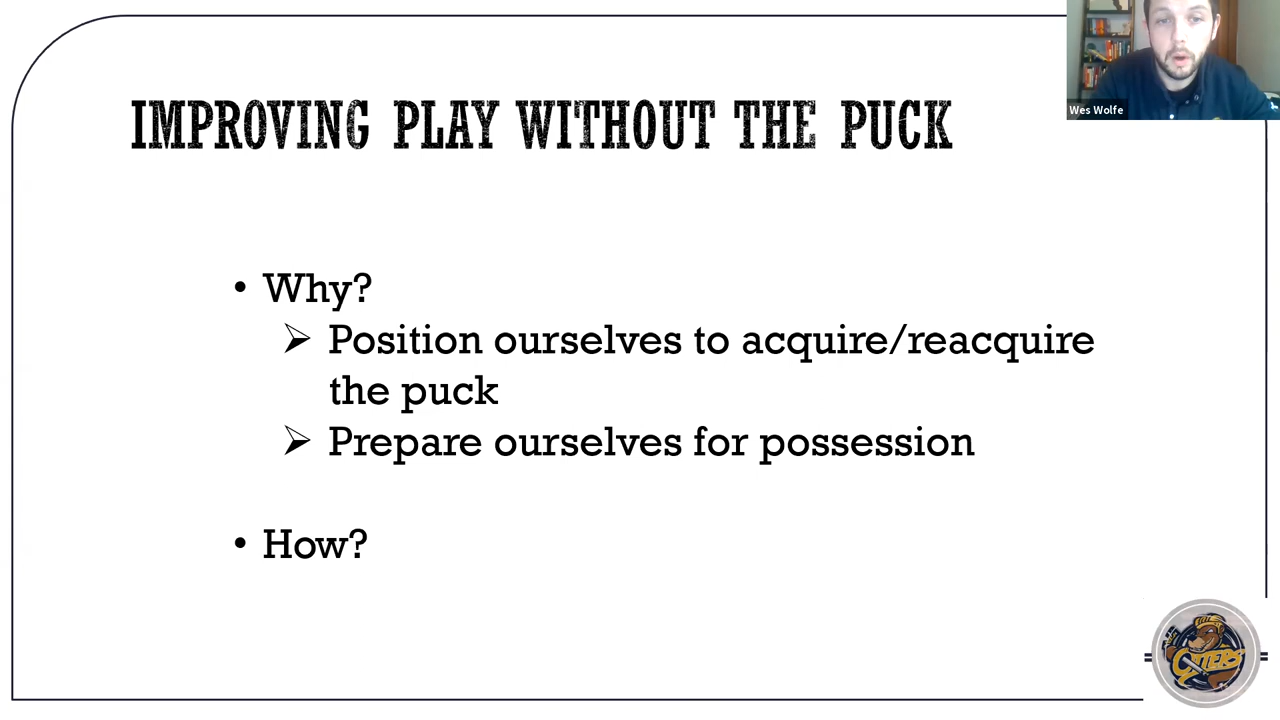 Wes Wolfe
IMPROVING PLAY WITHOUT THE PUCK
• Why?
➢ Position ourselves to acquire/reacquire
the puck
➢ Prepare ourselves for possession
• How?
OTTERS